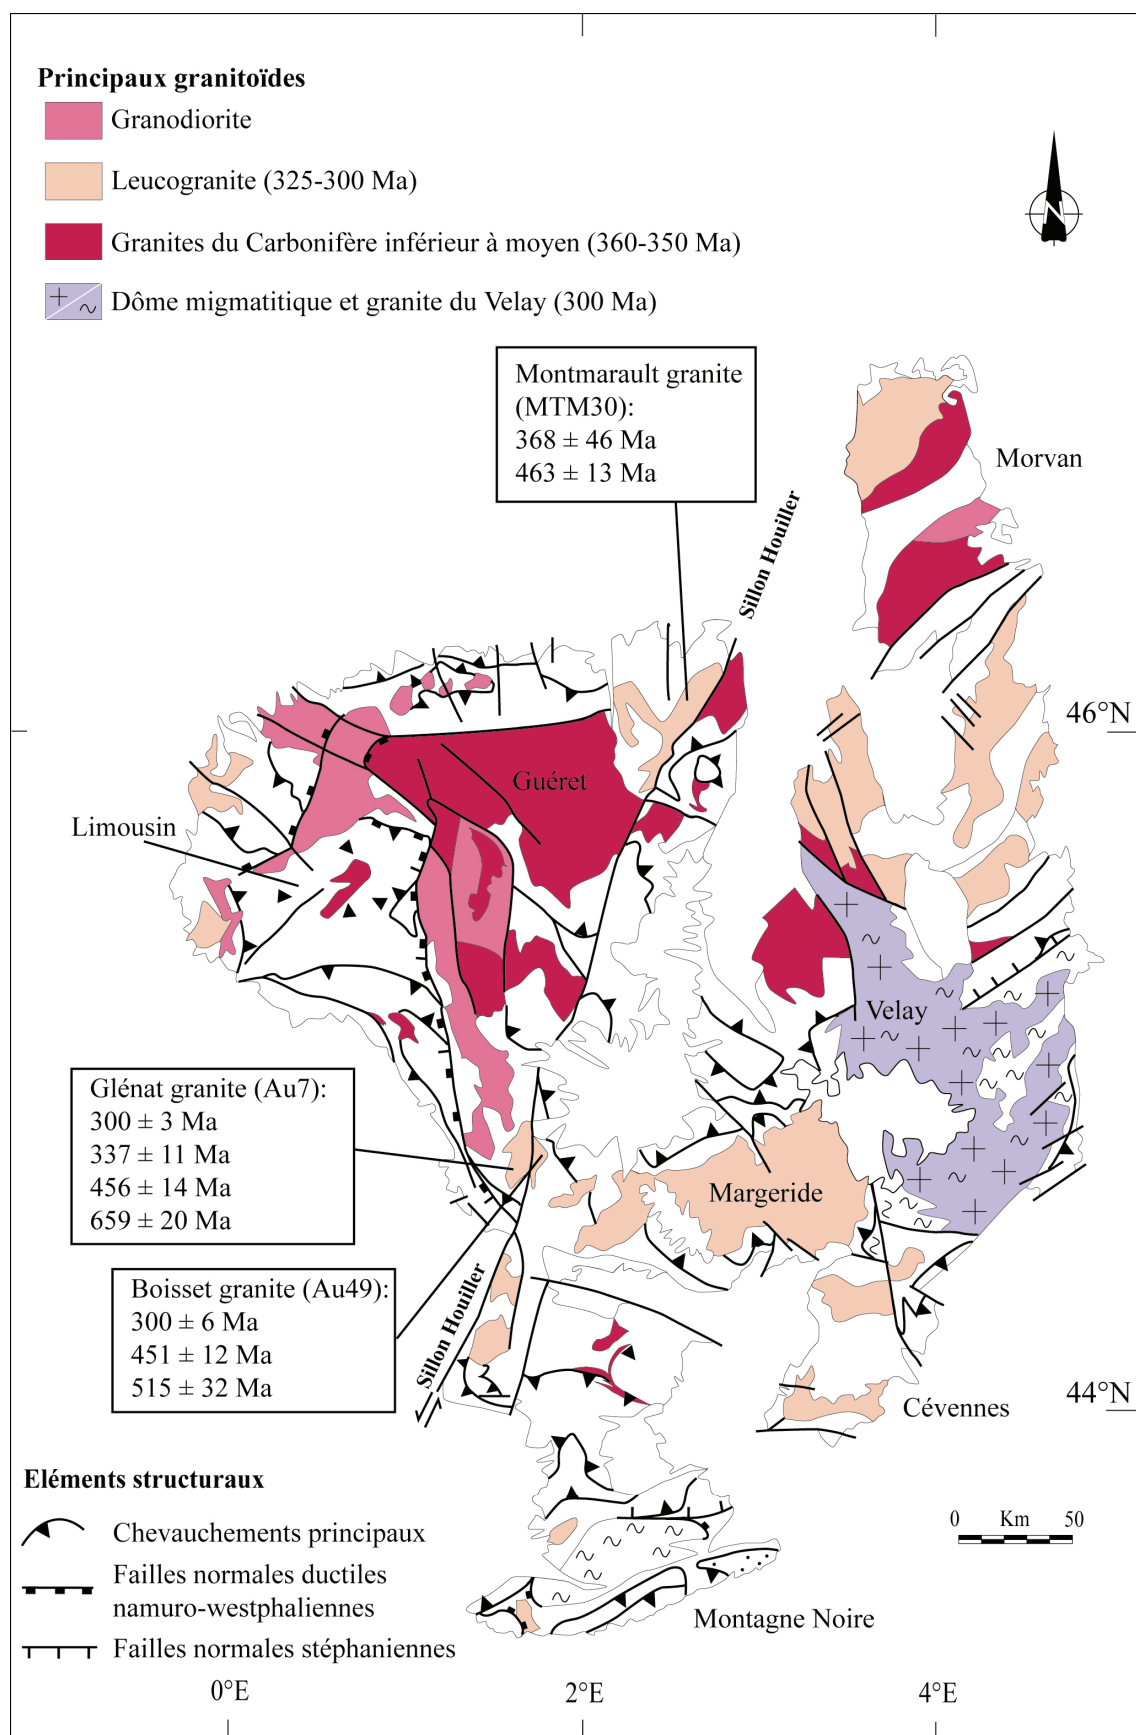 Principaux granitoïdes
Granodiorite
Leucogranite (325-300 Ma)
Granites du Carbonifère inférieur à moyen (360-350 Ma)
Dôme migmatitique et granite du Velay (300 Ma)
N
Montmarault granite
(MTM30):
368 ± 46 Ma
463 ± 13 Ma
Morvan
Sillon Houiller
46°N
Guéret
Limousin
Velay
Glénat granite (Au7):
300 ± 3 Ma
337 ± 11 Ma
456 ± 14 Ma
659 ± 20 Ma
Margeride
Boisset granite (Au49):
300 ± 6 Ma
451 ± 12 Ma
515 ± 32 Ma
Sillon Houiller
44°N
Cévennes
Eléments structuraux
Chevauchements principaux
Failles normales ductiles
namuro-westphaliennes
Failles normales stéphaniennes
0 Km 50
Montagne Noire
0°E
2°E
4°E